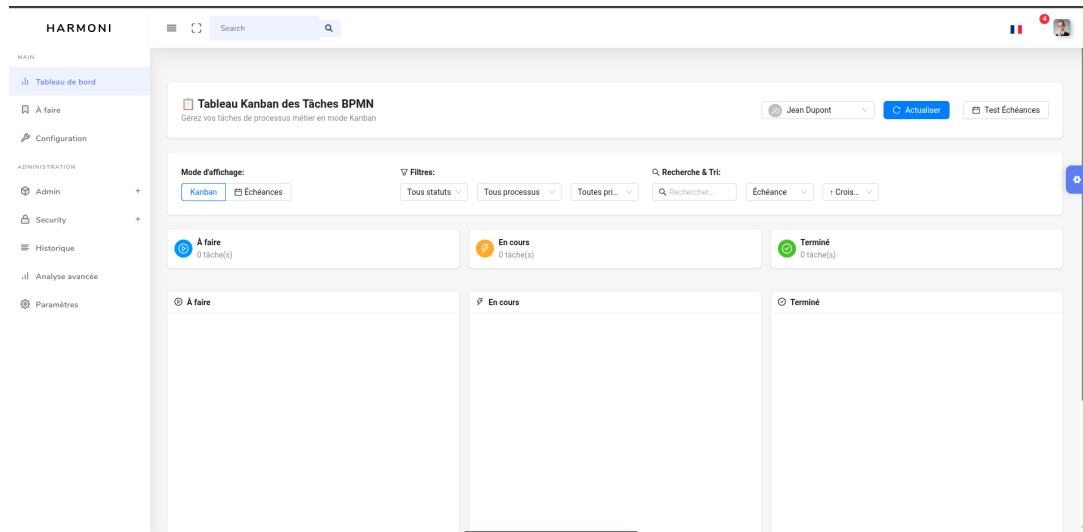 HARMONI
Search
4
MAIN
Tableau de bord
À faire
Configuration
ADMINISTRATION
Admin +
Security +
Historique
Analyse avancée
Paramètres
Tableau Kanban des Tâches BPMN
Gérez vos tâches de processus métier en mode Kanban
JD Jean Dupont
Actualiser
Test Échéances
Mode d'affichage:
Kanban Échéances
Filtres:
Tous statuts Tous processus Toutes pri...
Recherche & Tri:
Rechercher... Échéance ↑ Crois...
À faire
0 tâche(s)
En cours
0 tâche(s)
Terminé
0 tâche(s)
À faire
En cours
Terminé